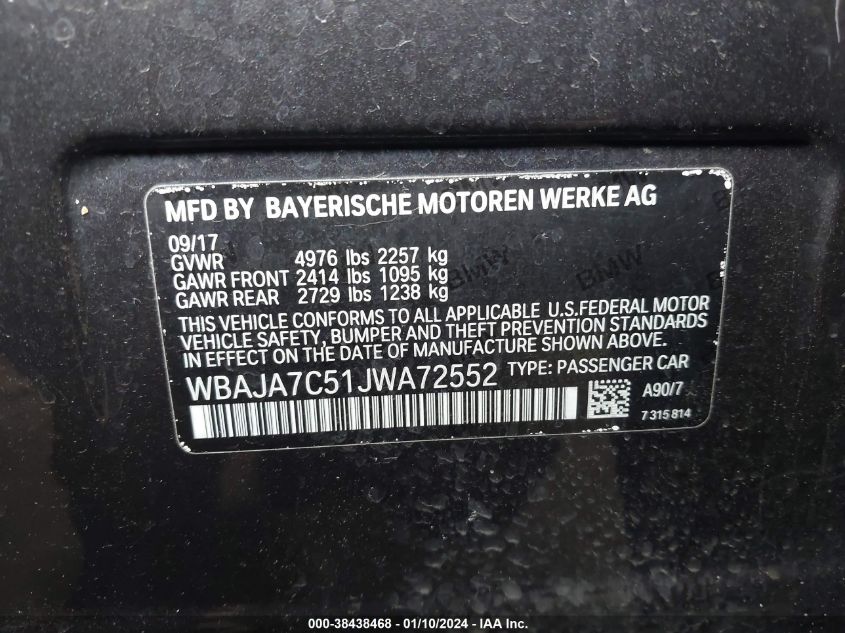 MFD BY BAYERISCHE MOTOREN WERKE AG
09/17
GVWR 4976 lbs 2257 kg
GAWR FRONT 2414 lbs 1095 kg
GAWR REAR 2729 lbs 1238 kg
THIS VEHICLE CONFORMS TO ALL APPLICABLE U.S.FEDERAL MOTOR
VEHICLE SAFETY, BUMPER AND THEFT PREVENTION STANDARDS
IN EFFECT ON THE DATE OF MANUFACTURE SHOWN ABOVE.
WBAJA7C51JWA72552 TYPE: PASSENGER CAR
A90/7
7 315 814
BMW
BMW
000-38438468 - 01/10/2024 - IAA Inc.